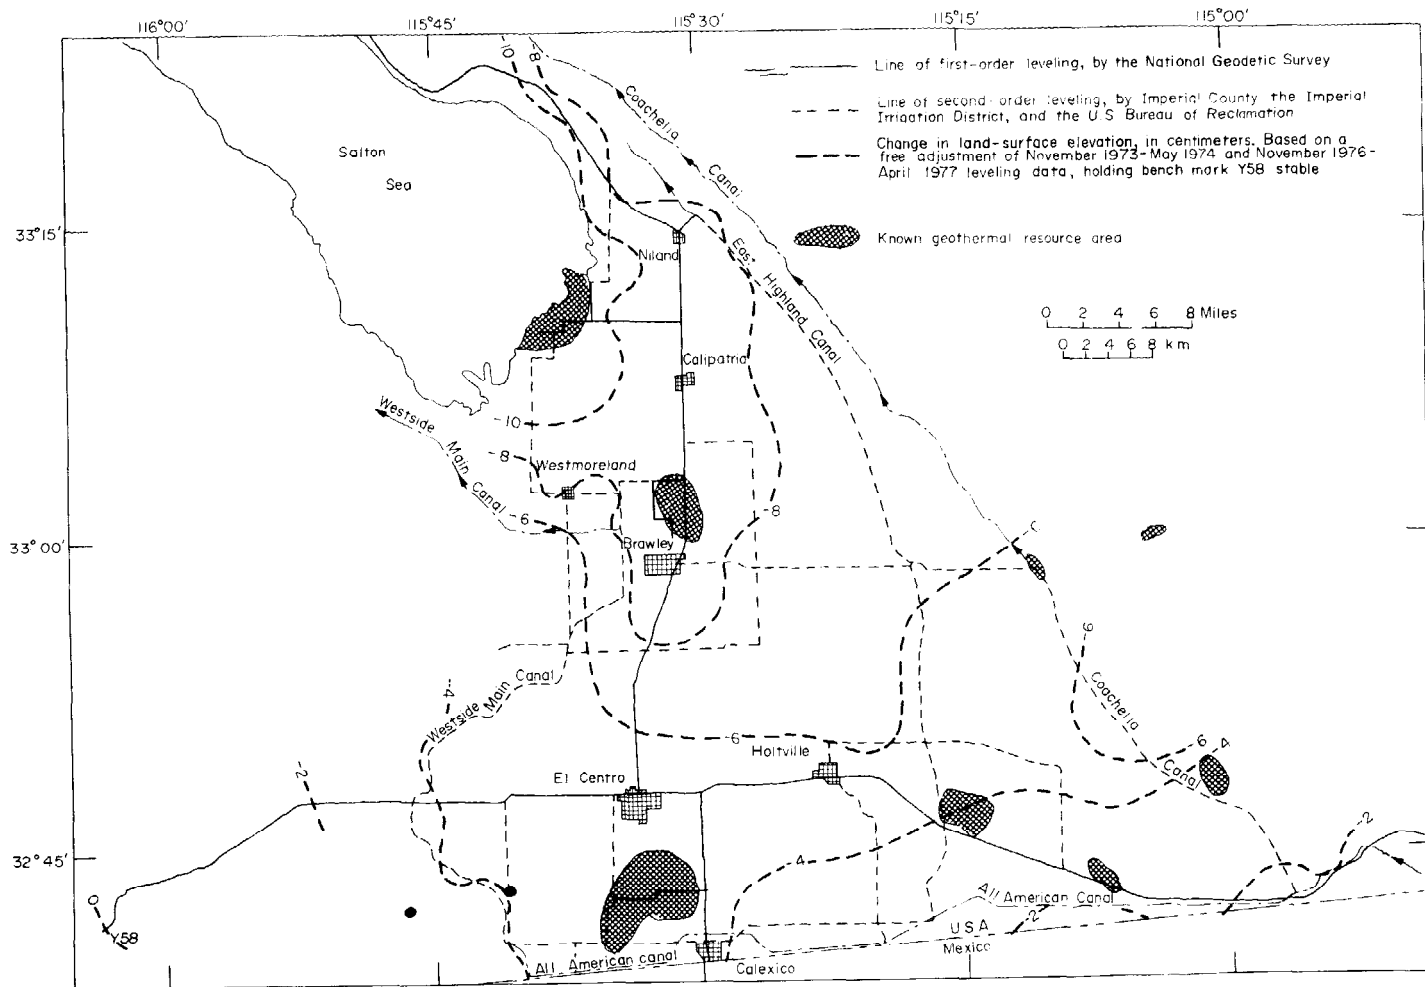 116°00'
115°45'
115°30'
115°15'
115°00'
Line of first-order leveling, by the National Geodetic Survey
Line of second-order leveling, by Imperial County the Imperial
Irrigation District, and the U.S Bureau of Reclamation
Change in land-surface elevation, in centimeters. Based on a
free adjustment of November 1973-May 1974 and November 1976-
April 1977 leveling data, holding bench mark Y58 stable
Known geothermal resource area
0 2 4 6 8 Miles
0 2 4 6 8 km
-10
-8
Coachella
Canal
Salton
Sea
33°15'
Niland
East Highland Canal
Calipatria
-10
Westside Main Canal
-8
Westmoreland
-6
-8
33°00'
Brawley
-4
Westside Main Canal
-6
Holtville
Coachella
Canal
6
-4
-2
El Centro
32°45'
-4
-2
All American Canal
0
Y58
-2
USA
Mexico
All American canal
Calexico